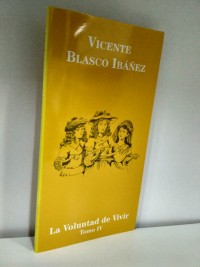 VICENTE
BLASCO IBÁÑEZ
La Voluntad de Vivir
Tomo IV